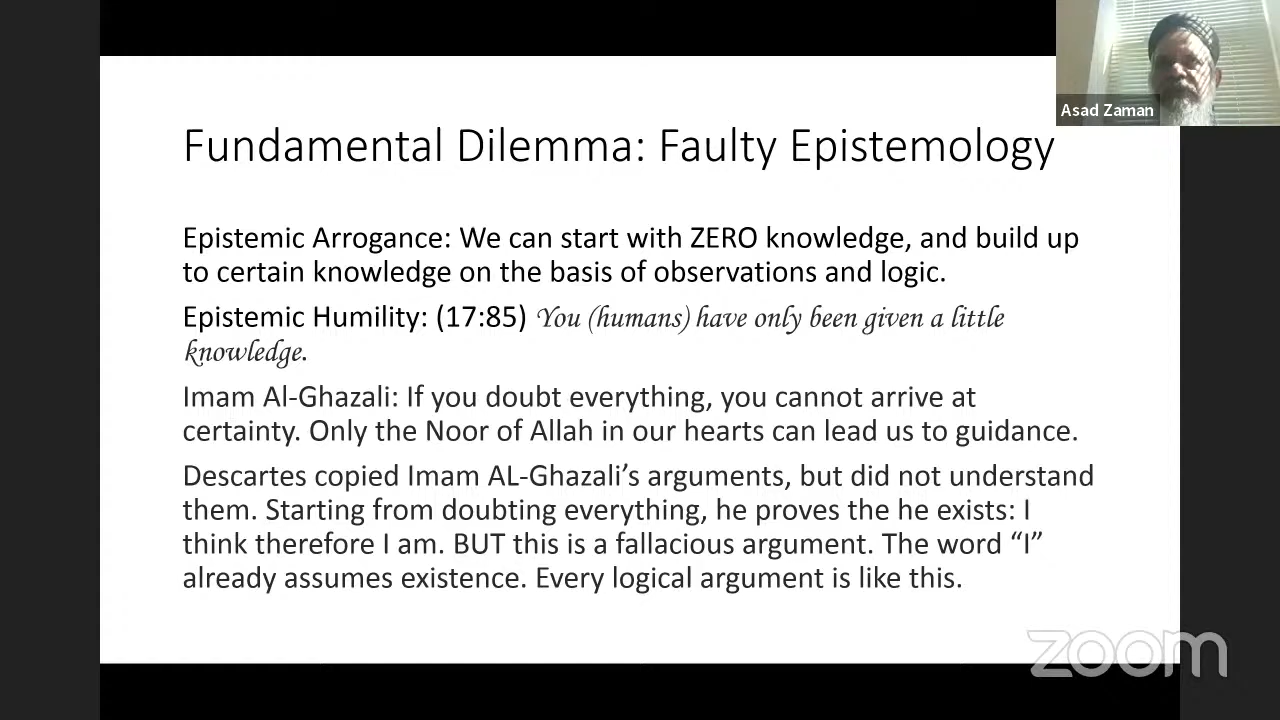 Asad Zaman
Fundamental Dilemma: Faulty Epistemology
Epistemic Arrogance: We can start with ZERO knowledge, and build up
to certain knowledge on the basis of observations and logic.
Epistemic Humility: (17:85) You (humans) have only been given a little
knowledge.
Imam Al-Ghazali: If you doubt everything, you cannot arrive at
certainty. Only the Noor of Allah in our hearts can lead us to guidance.
Descartes copied Imam AL-Ghazali’s arguments, but did not understand
them. Starting from doubting everything, he proves the he exists: I
think therefore I am. BUT this is a fallacious argument. The word “I”
already assumes existence. Every logical argument is like this.
zoom